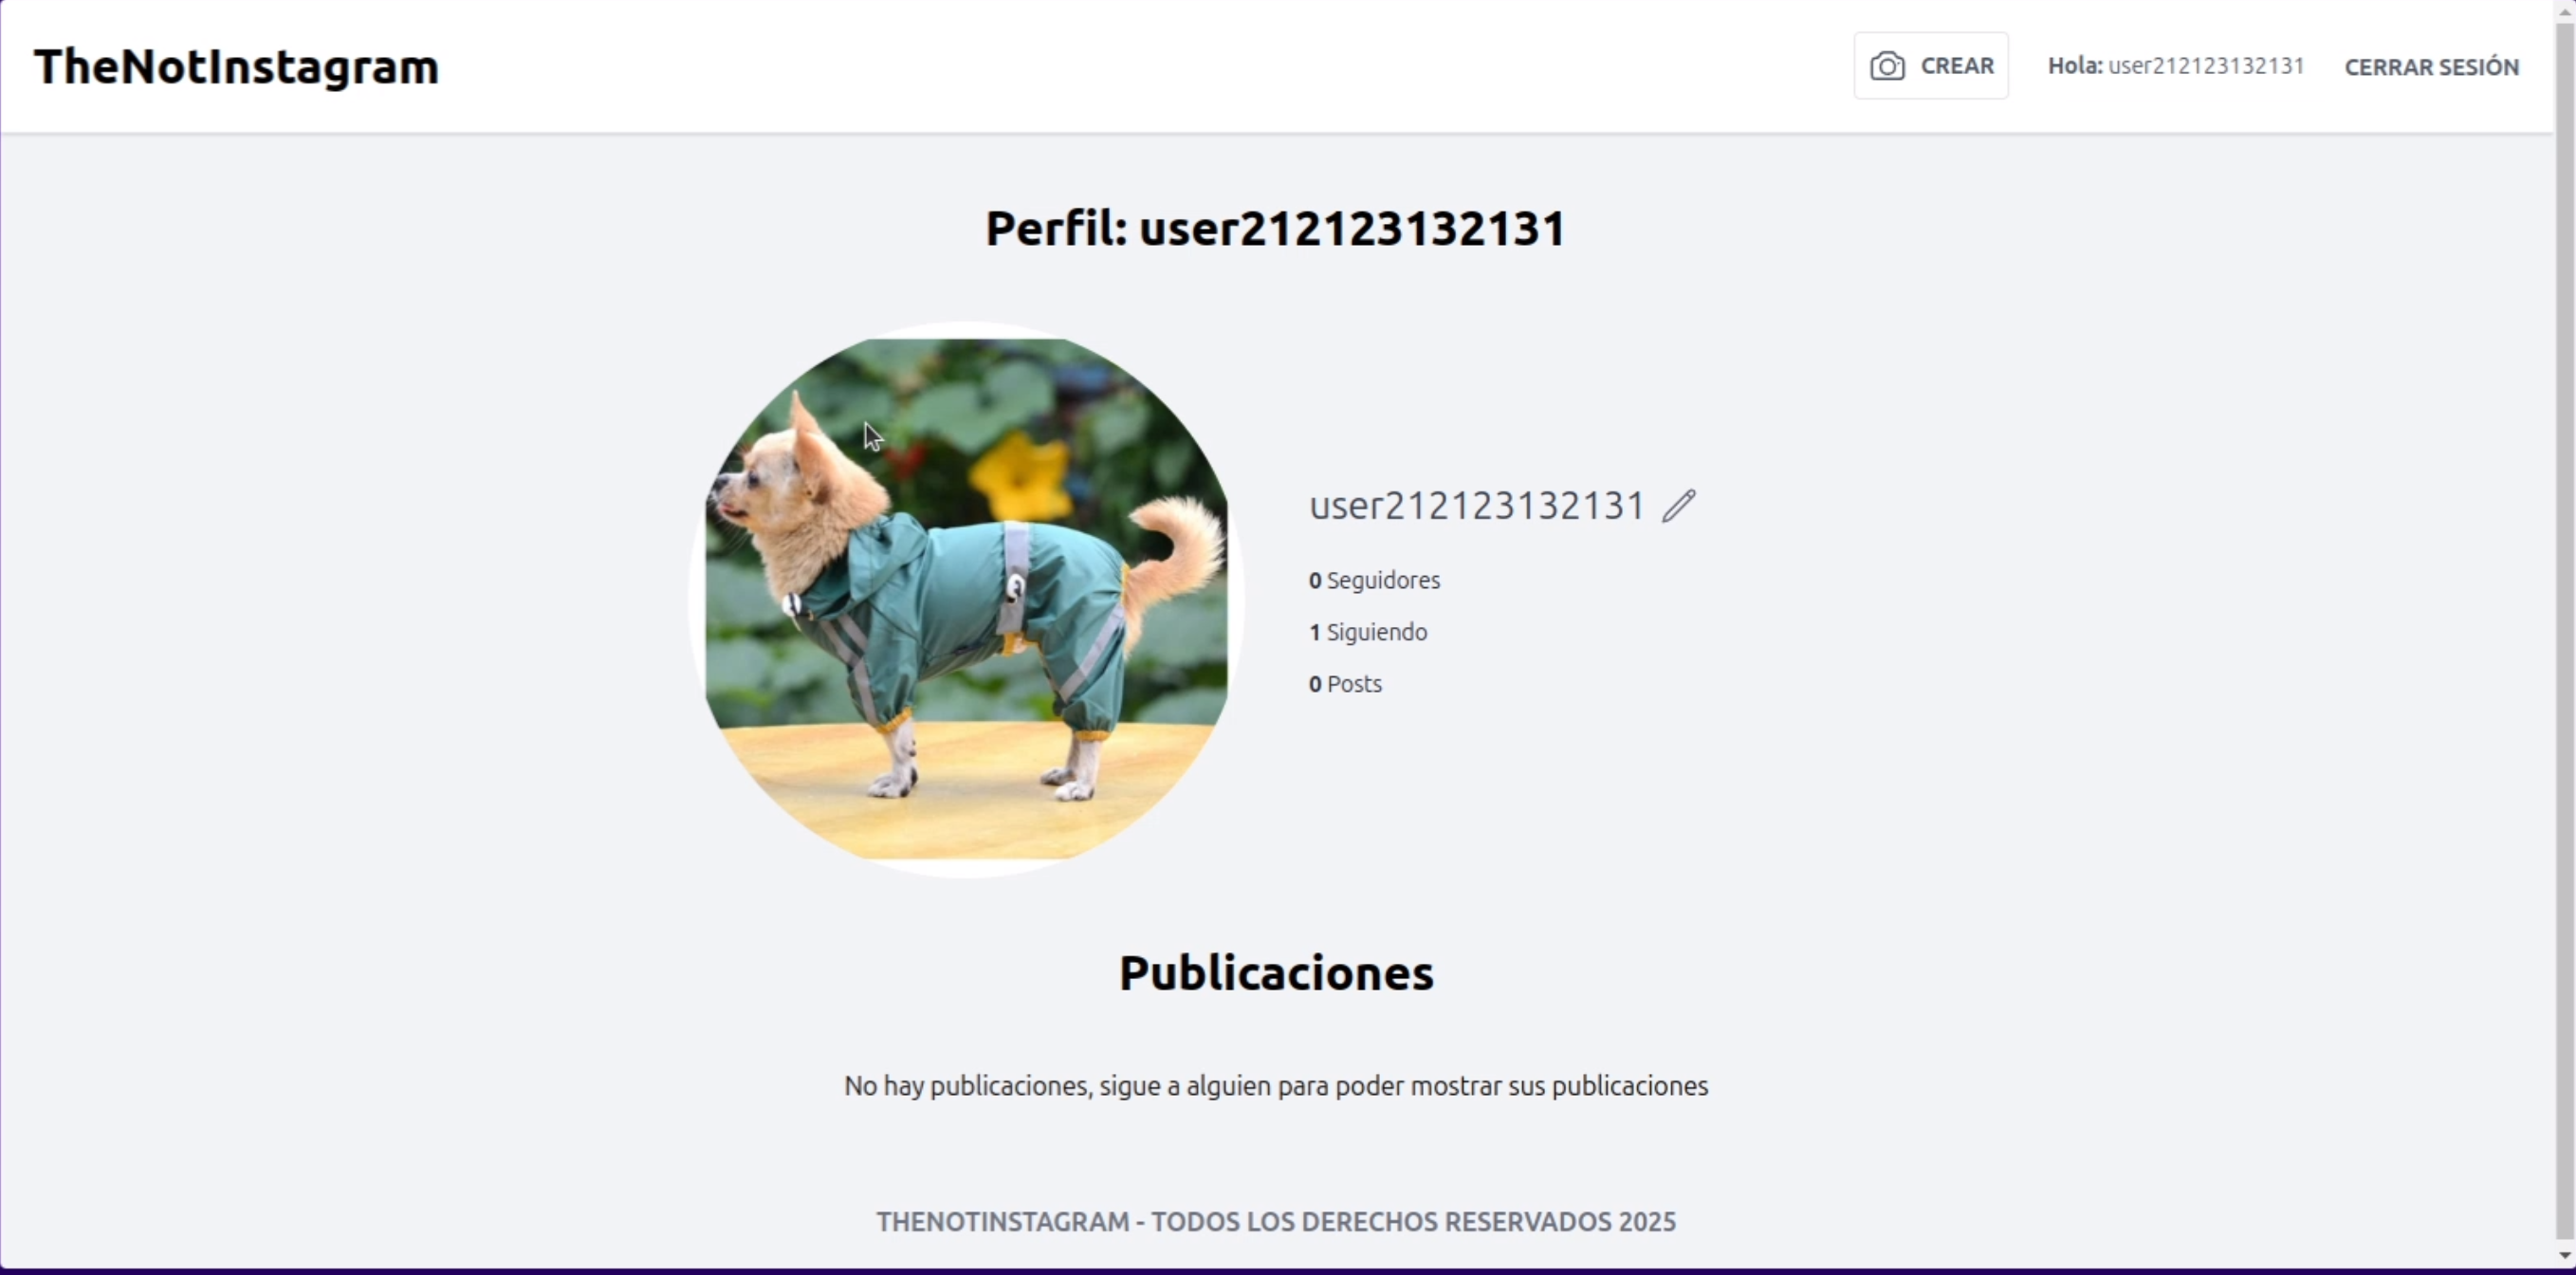 TheNotInstagram
CREAR
Hola: user212123132131
CERRAR SESIÓN
Perfil: user212123132131
user212123132131
0 Seguidores
1 Siguiendo
0 Posts
Publicaciones
No hay publicaciones, sigue a alguien para poder mostrar sus publicaciones
THENOTINSTAGRAM - TODOS LOS DERECHOS RESERVADOS 2025